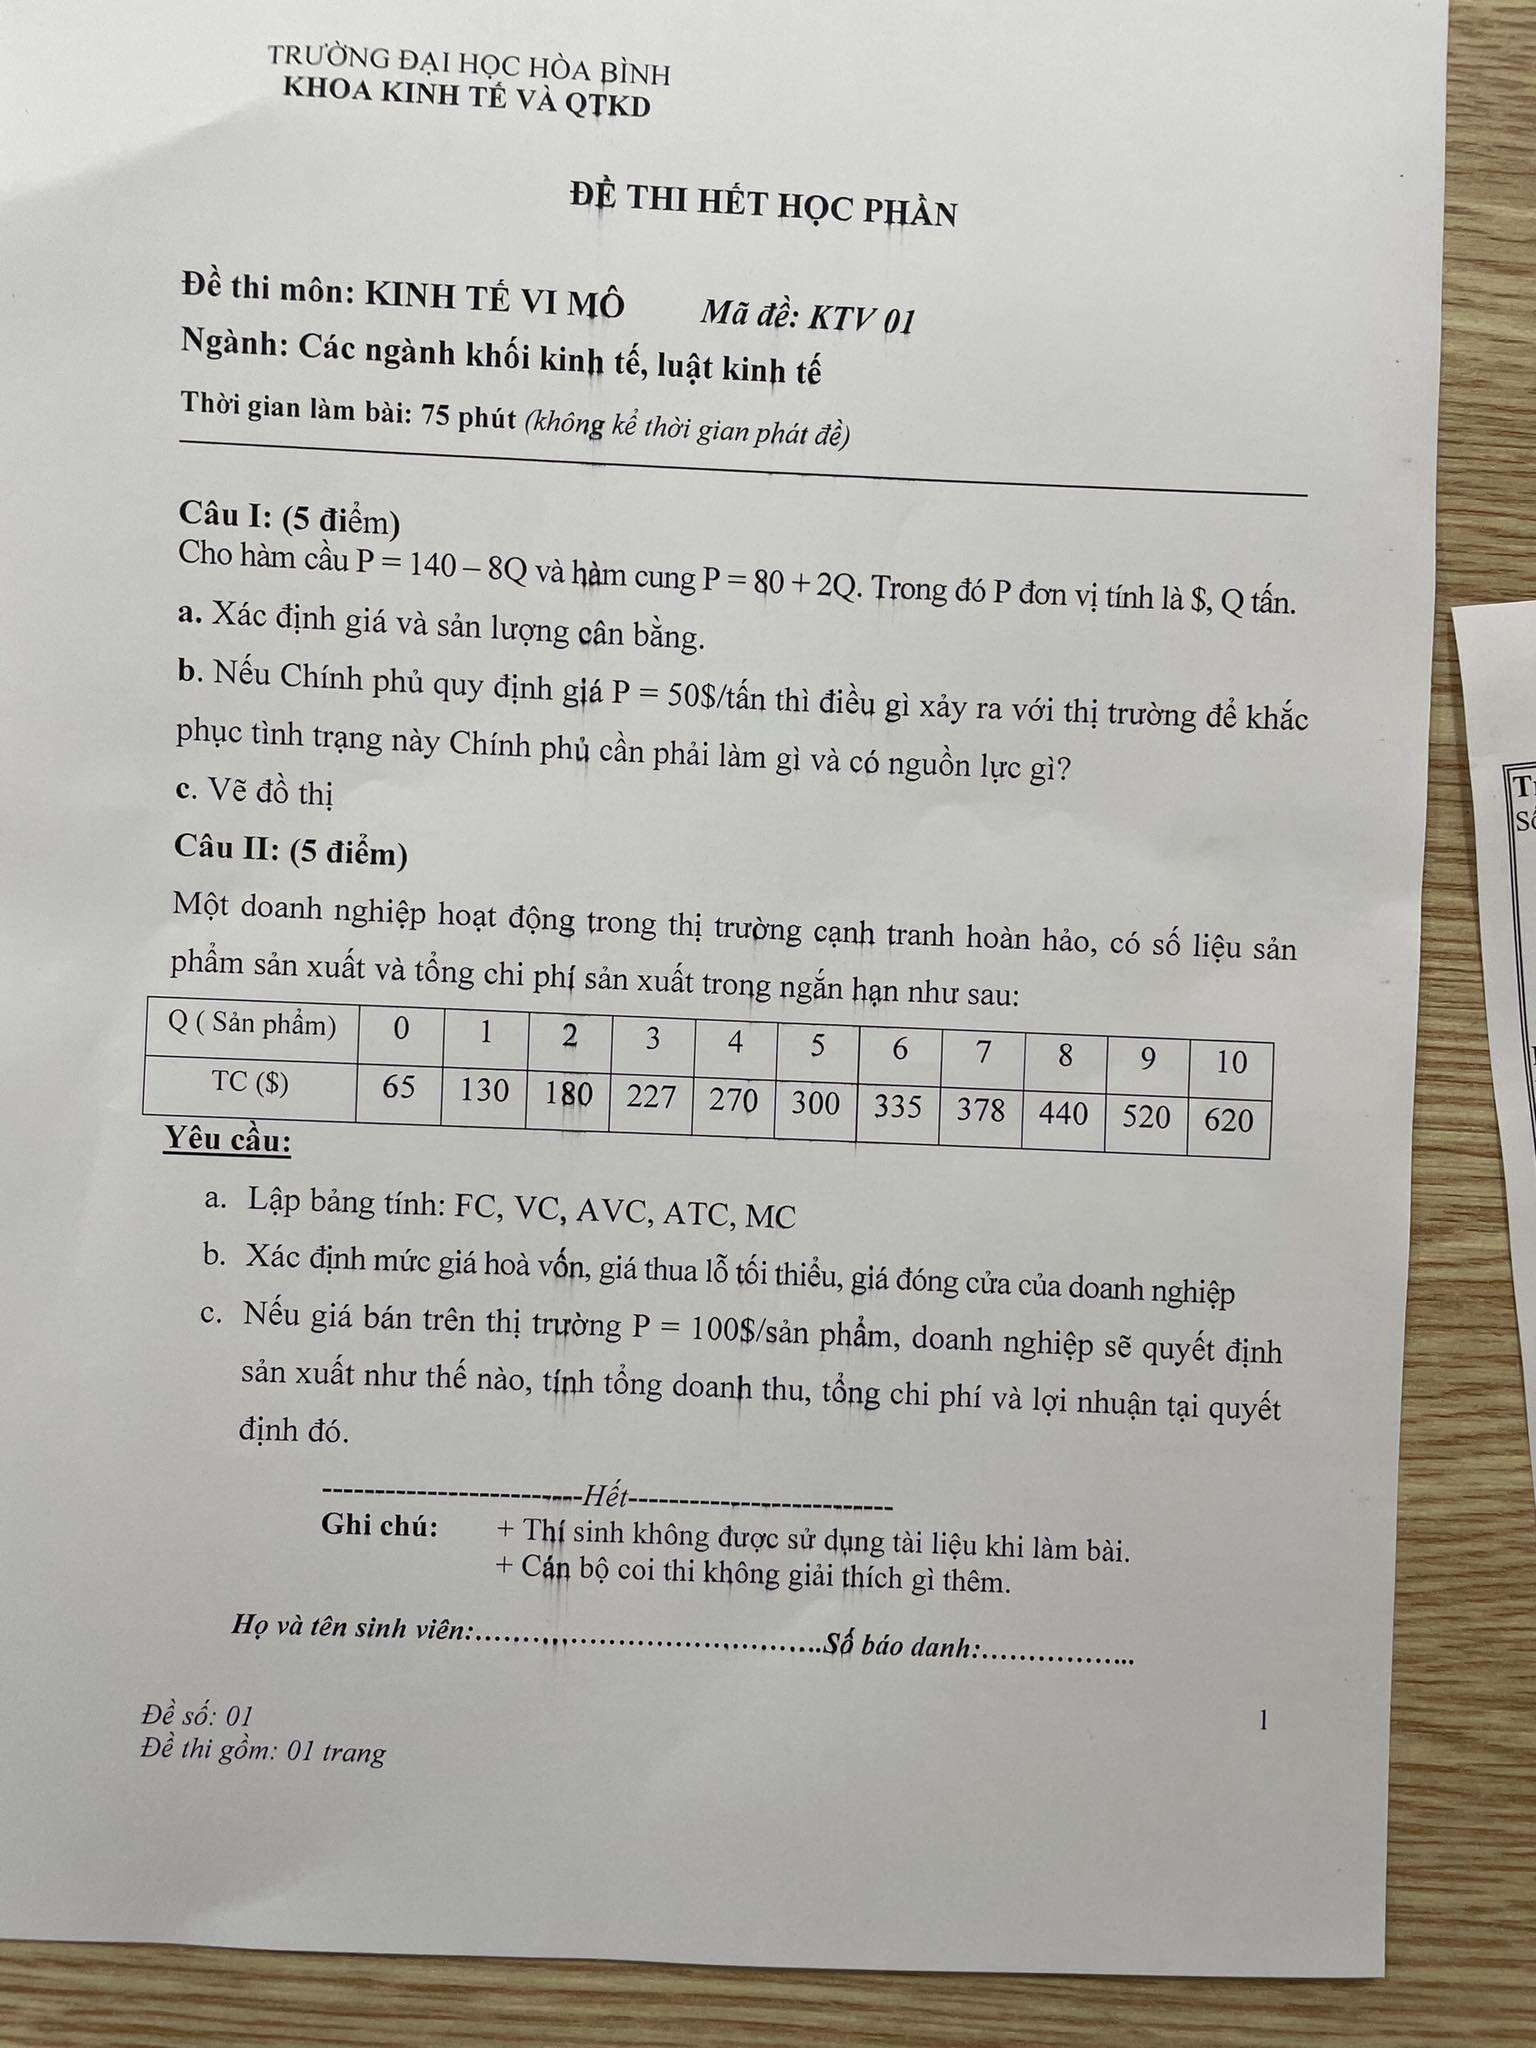 TRƯỜNG ĐẠI HỌC HÒA BÌNH
KHOA KINH TẾ VÀ QTKD
ĐỀ THI HẾT HỌC PHẦN
Đề thi môn: KINH TẾ VI MÔ Mã đề: KTV 01
Ngành: Các ngành khối kinh tế, luật kinh tế
Thời gian làm bài: 75 phút (không kể thời gian phát đề)
Câu I: (5 điểm)
Cho hàm cầu P = 140 – 8Q và hàm cung P = 80 + 2Q. Trong đó P đơn vị tính là $, Q tấn.
a. Xác định giá và sản lượng cân bằng.
b. Nếu Chính phủ quy định giá P = 50$/tấn thì điều gì xảy ra với thị trường để khắc
phục tình trạng này Chính phủ cần phải làm gì và có nguồn lực gì?
c. Vẽ đồ thị
Câu II: (5 điểm)
Một doanh nghiệp hoạt động trong thị trường cạnh tranh hoàn hảo, có số liệu sản
phẩm sản xuất và tổng chi phí sản xuất trong ngắn hạn như sau:
Q ( Sản phẩm) 0 1 2 3 4 5 6 7 8 9 10
TC ($) 65 130 180 227 270 300 335 378 440 520 620
Yêu cầu:
a. Lập bảng tính: FC, VC, AVC, ATC, MC
b. Xác định mức giá hoà vốn, giá thua lỗ tối thiểu, giá đóng cửa của doanh nghiệp
c. Nếu giá bán trên thị trường P = 100$/sản phẩm, doanh nghiệp sẽ quyết định
sản xuất như thế nào, tính tổng doanh thu, tổng chi phí và lợi nhuận tại quyết
định đó.
-------------------------Hết-------------------------
Ghi chú: + Thí sinh không được sử dụng tài liệu khi làm bài.
+ Cán bộ coi thi không giải thích gì thêm.
Họ và tên sinh viên:..........................................Số báo danh:...................
Đề số: 01
Đề thi gồm: 01 trang
1